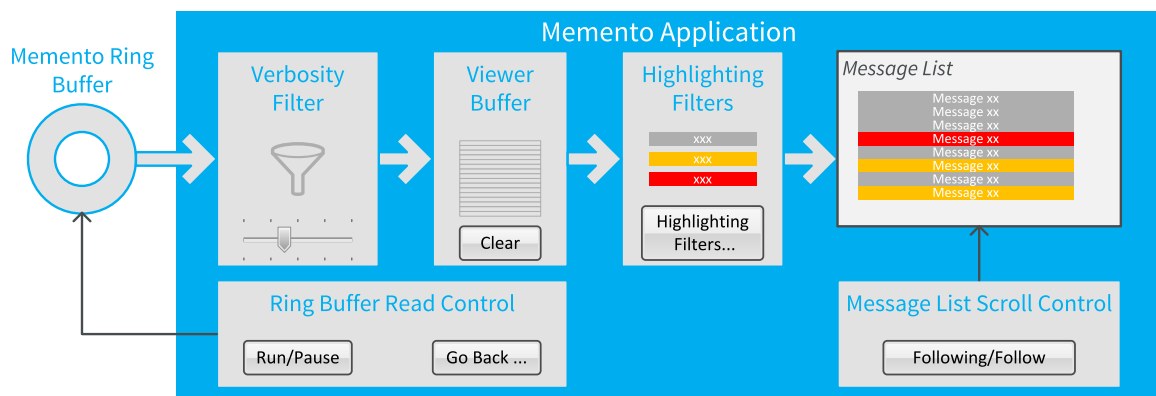 Memento Application
Memento Ring
Buffer
Verbosity
Filter
Viewer
Buffer
Clear
Highlighting
Filters
xxx
xxx
xxx
Highlighting
Filters...
Message List
Message xx
Message xx
Message xx
Message xx
Message xx
Message xx
Message xx
Message xx
Ring Buffer Read Control
Run/Pause
Go Back ...
Message List Scroll Control
Following/Follow